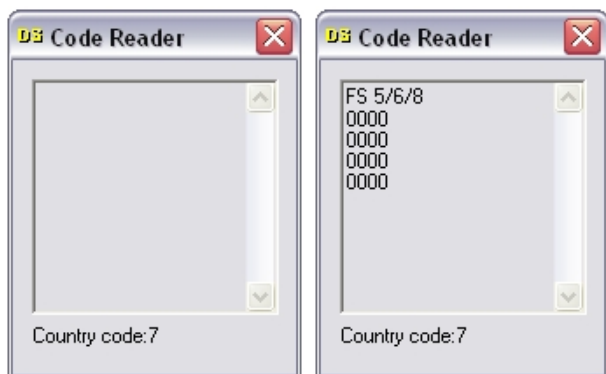 DS Code Reader
Country code:7
DS Code Reader
FS 5/6/8
0000
0000
0000
0000
Country code:7